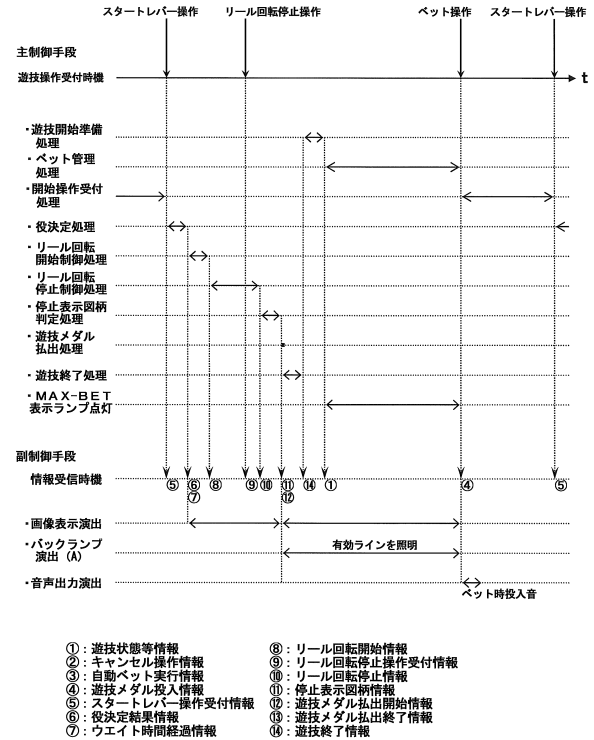 スタートレバー操作 リール回転停止操作 ベット操作 スタートレバー操作
主制御手段
遊技操作受付時機 t
・遊技開始準備
処理
・ベット管理
処理
・開始操作受付
処理
・役決定処理
・リール回転
開始制御処理
・リール回転
停止制御処理
・停止表示図柄
判定処理
・遊技メダル
払出処理
・遊技終了処理
・MAX-BET
表示ランプ点灯
副制御手段
情報受信時機
⑤ ⑥ ⑧ ⑨ ⑩ ⑪ ⑭ ① ④ ⑤
⑦ ⑫
・画像表示演出
・バックランプ
演出(A)
有効ラインを照明
・音声出力演出
ベット時投入音
①:遊技状態等情報
②:キャンセル操作情報
③:自動ベット実行情報
④:遊技メダル投入情報
⑤:スタートレバー操作受付情報
⑥:役決定結果情報
⑦:ウエイト時間経過情報
⑧:リール回転開始情報
⑨:リール回転停止操作受付情報
⑩:リール回転停止情報
⑪:停止表示図柄情報
⑫:遊技メダル払出開始情報
⑬:遊技メダル払出終了情報
⑭:遊技終了情報